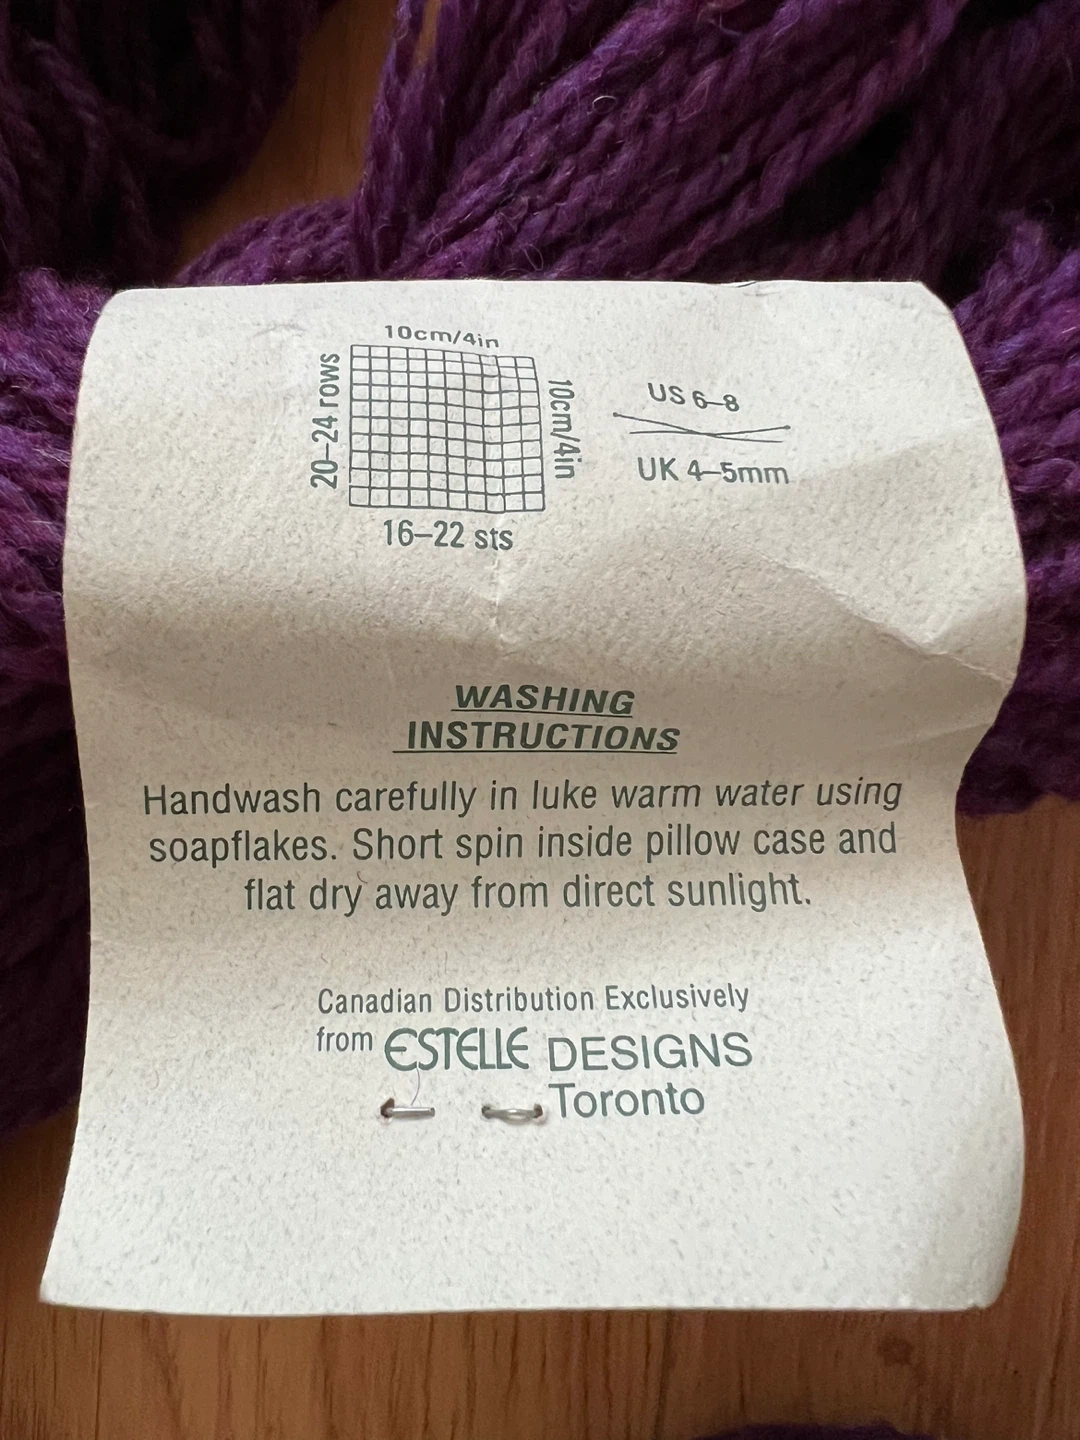 10cm/4in
20–24 rows
10cm/4in
16–22 sts
US 6–8
UK 4–5mm
WASHING
INSTRUCTIONS
Handwash carefully in luke warm water using
soapflakes. Short spin inside pillow case and
flat dry away from direct sunlight.
Canadian Distribution Exclusively
from ESTELLE DESIGNS
Toronto